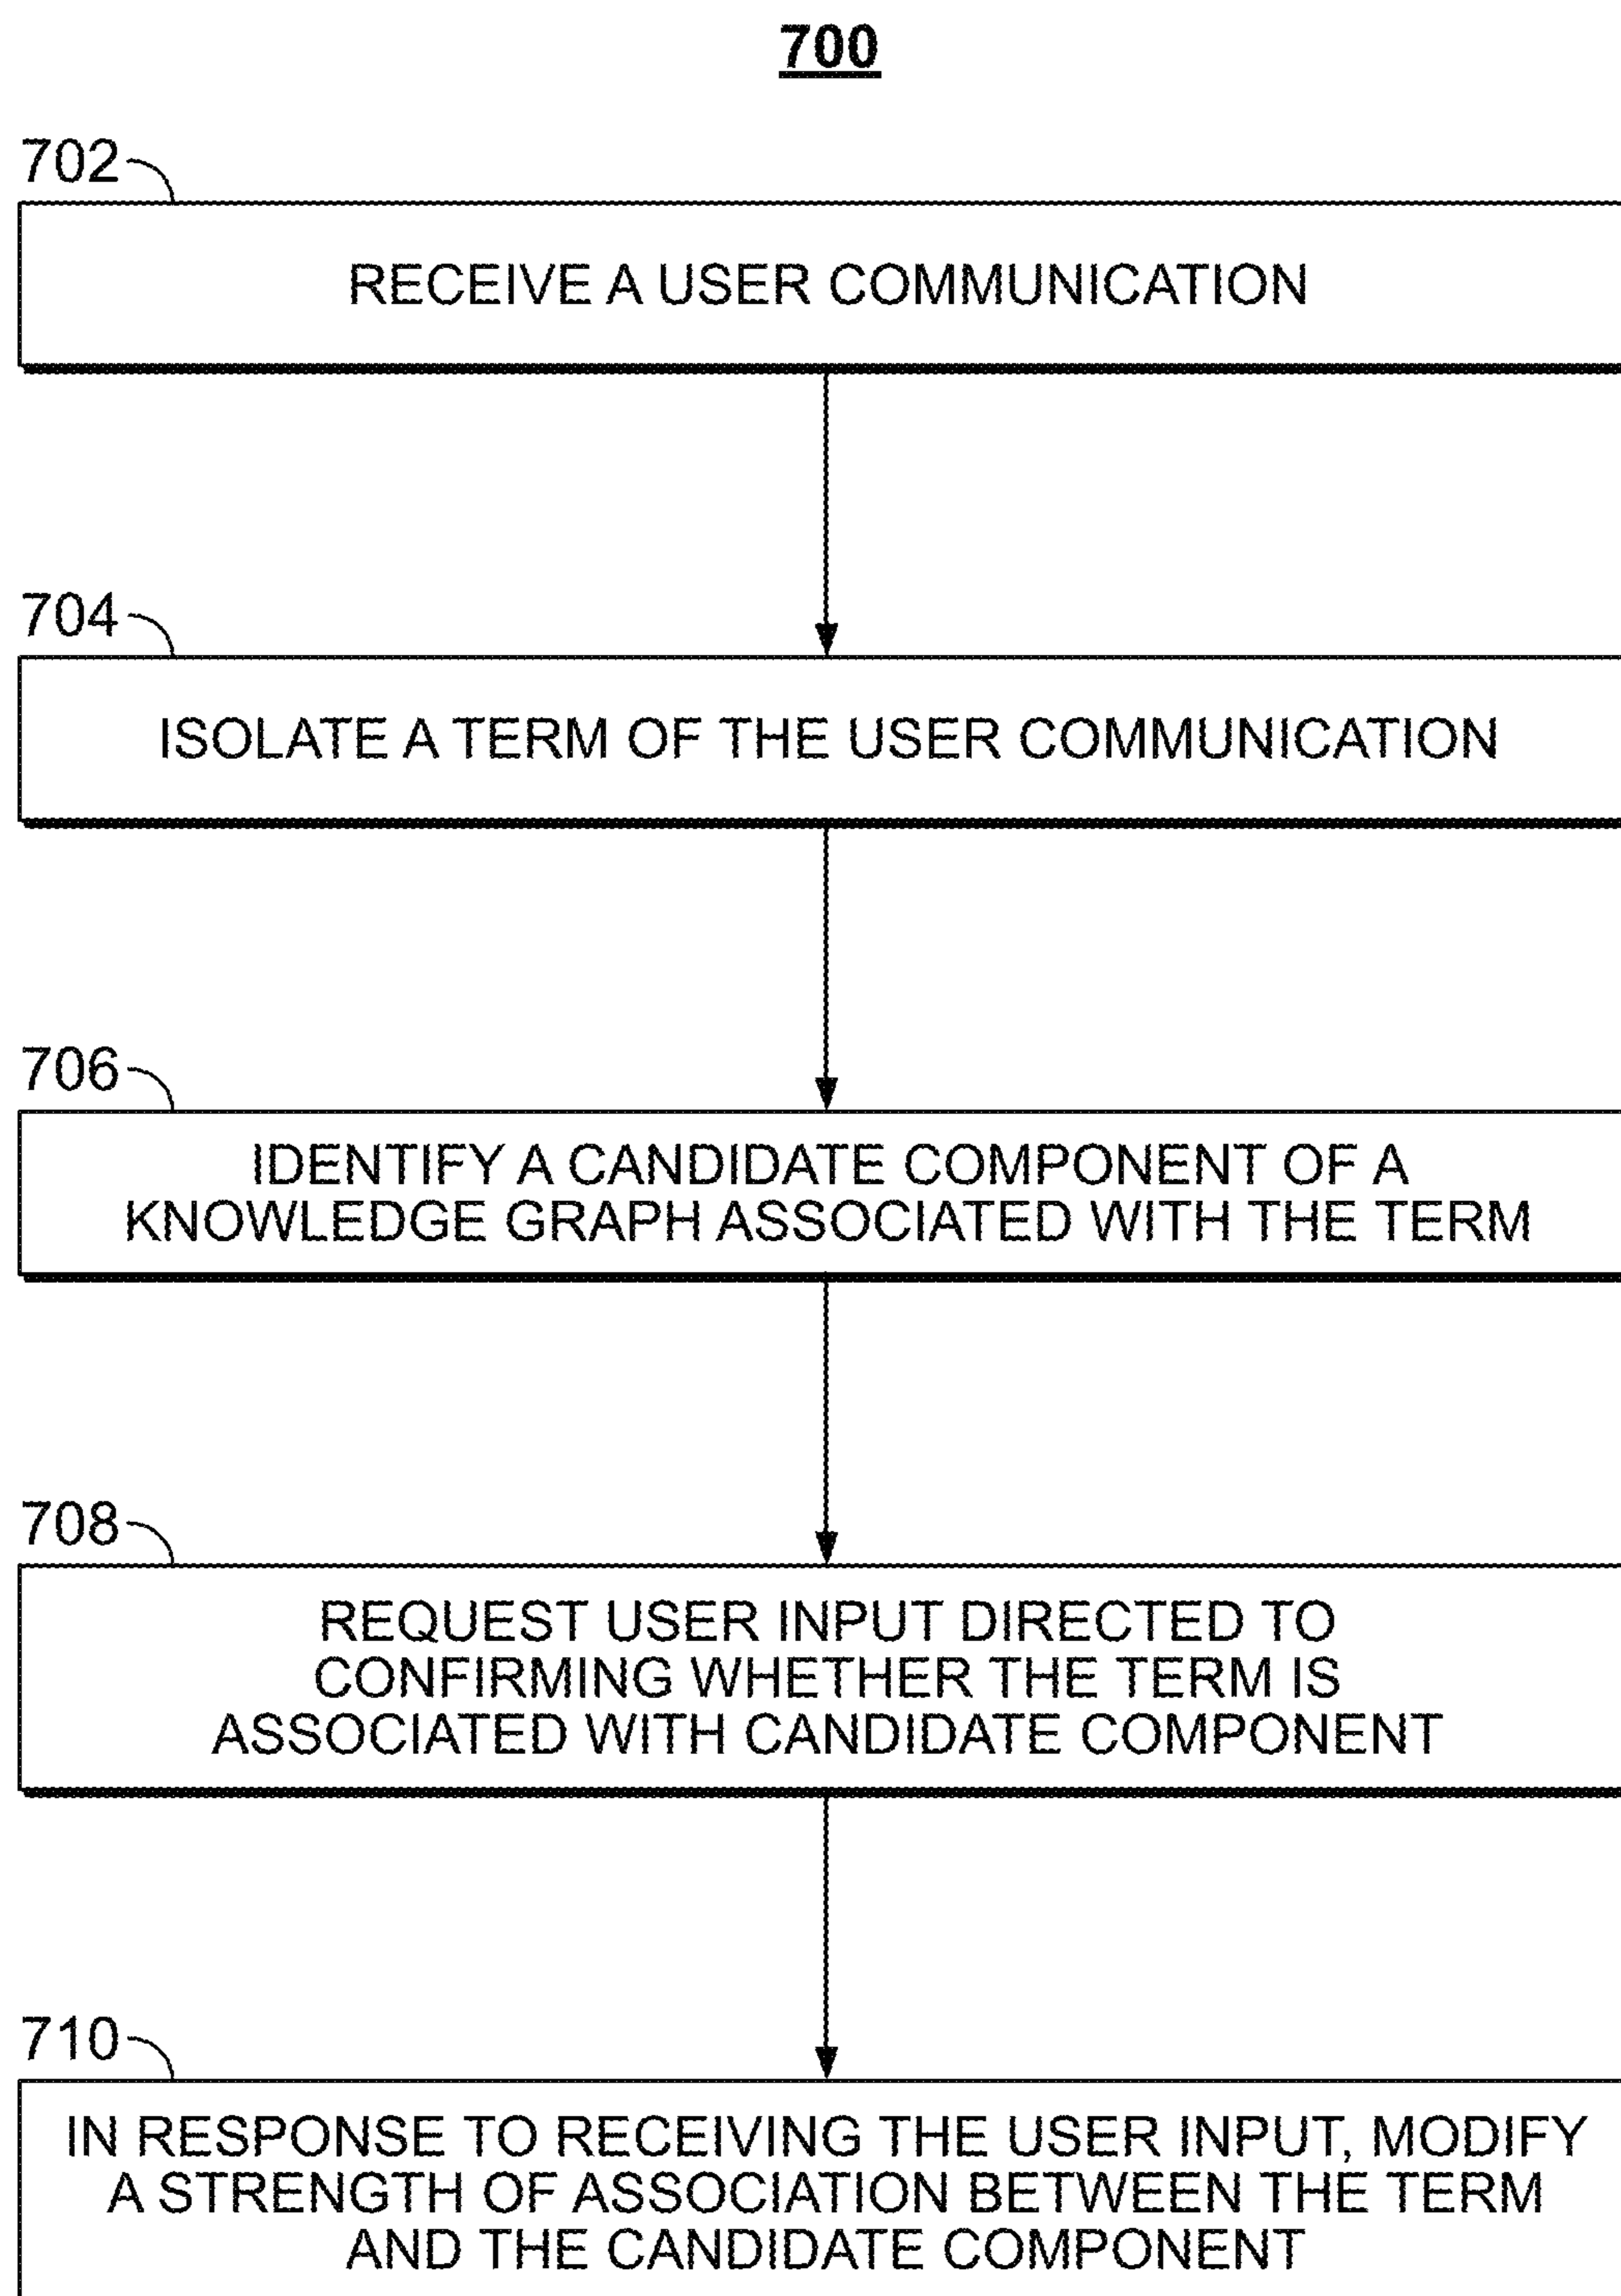 700
702
RECEIVE A USER COMMUNICATION
704
ISOLATE A TERM OF THE USER COMMUNICATION
706
IDENTIFY A CANDIDATE COMPONENT OF A
KNOWLEDGE GRAPH ASSOCIATED WITH THE TERM
708
REQUEST USER INPUT DIRECTED TO
CONFIRMING WHETHER THE TERM IS
ASSOCIATED WITH CANDIDATE COMPONENT
710
IN RESPONSE TO RECEIVING THE USER INPUT, MODIFY
A STRENGTH OF ASSOCIATION BETWEEN THE TERM
AND THE CANDIDATE COMPONENT